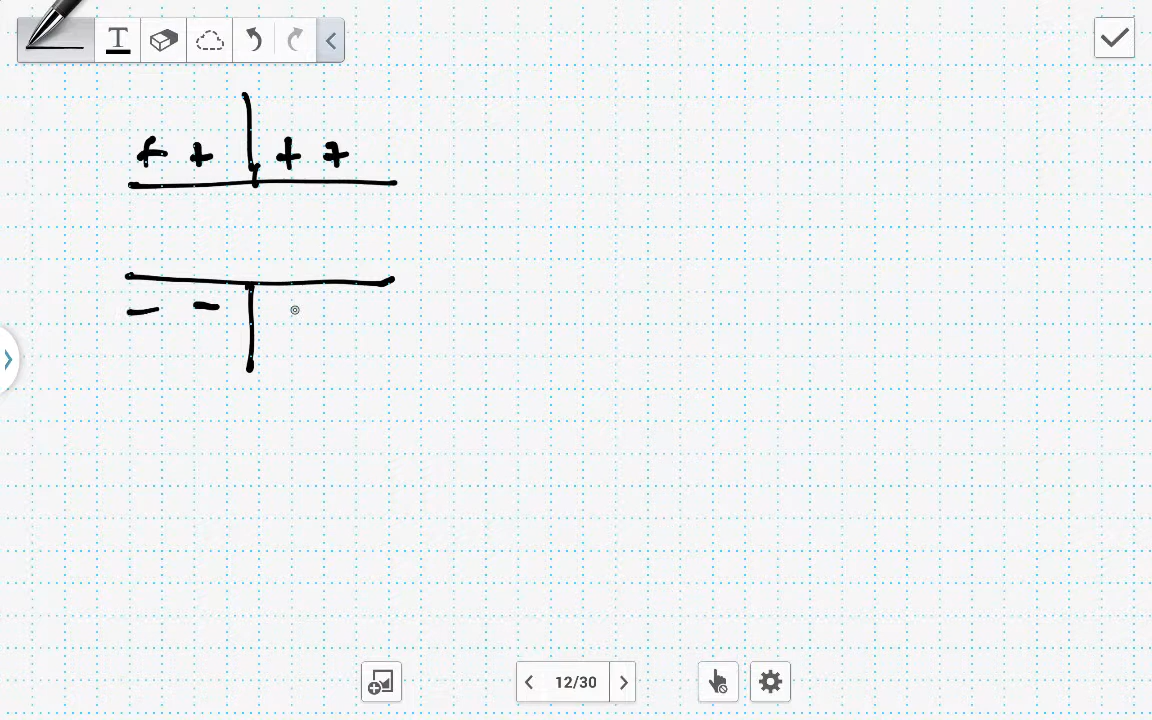 T
+ + + +
- -
12/30